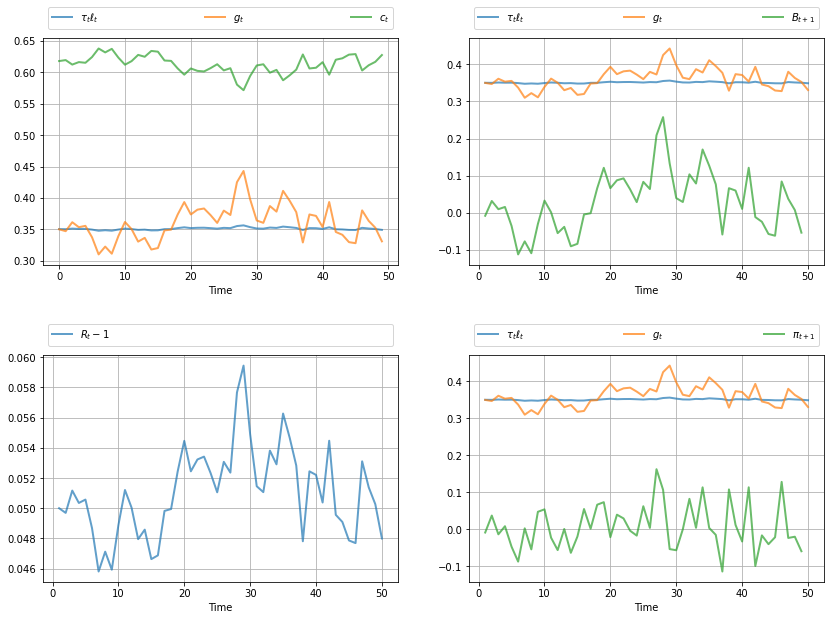 τₜℓₜ gₜ cₜ
0.65
0.60
0.55
0.50
0.45
0.40
0.35
0.30
0 10 20 30 40 50
Time
τₜℓₜ gₜ Bₜ₊₁
0.4
0.3
0.2
0.1
0.0
−0.1
0 10 20 30 40 50
Time
Rₜ − 1
0.060
0.058
0.056
0.054
0.052
0.050
0.048
0.046
0 10 20 30 40 50
Time
τₜℓₜ gₜ πₜ₊₁
0.4
0.3
0.2
0.1
0.0
−0.1
0 10 20 30 40 50
Time